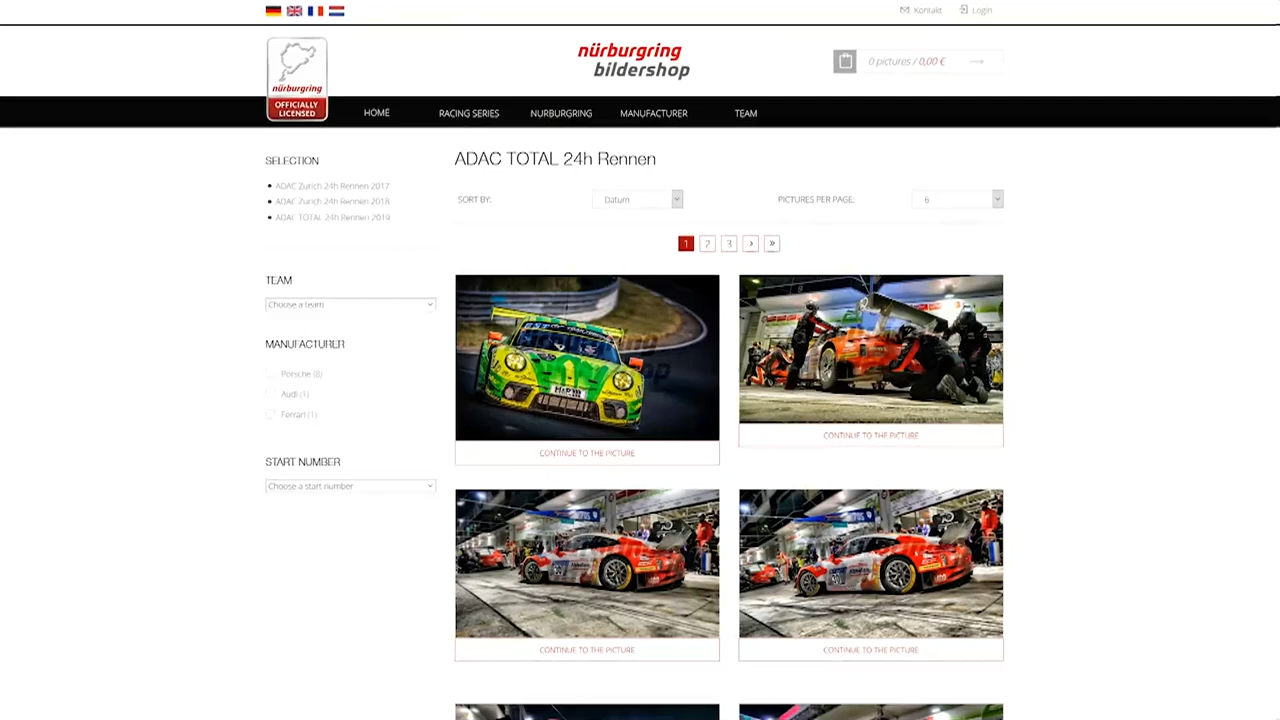 Kontakt
Login
nürburgring
OFFICIALLY
LICENSED
nürburgring
bildershop
0 pictures / 0,00 €
HOME
RACING SERIES
NURBURGRING
MANUFACTURER
TEAM
SELECTION
ADAC Zurich 24h Rennen 2017
ADAC Zurich 24h Rennen 2018
ADAC TOTAL 24h Rennen 2019
TEAM
Choose a team
MANUFACTURER
Porsche (8)
Audi (1)
Ferrari (1)
START NUMBER
Choose a start number
ADAC TOTAL 24h Rennen
SORT BY:
Datum
PICTURES PER PAGE:
6
1 2 3 › »
CONTINUE TO THE PICTURE
CONTINUE TO THE PICTURE
CONTINUE TO THE PICTURE
CONTINUE TO THE PICTURE